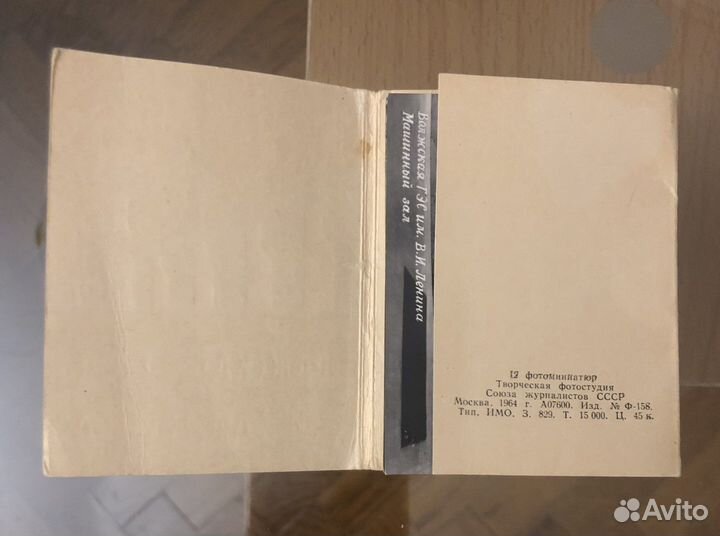 Волжская ГЭС им. В.И.Ленина
Машинный зал
12 фотоминиатюр
Творческая фотостудия
Союза журналистов СССР
Москва. 1964 г. А07600. Изд. № Ф-158.
Тип. ИМО. З. 829. Т. 15 000. Ц. 45 к.
Avito